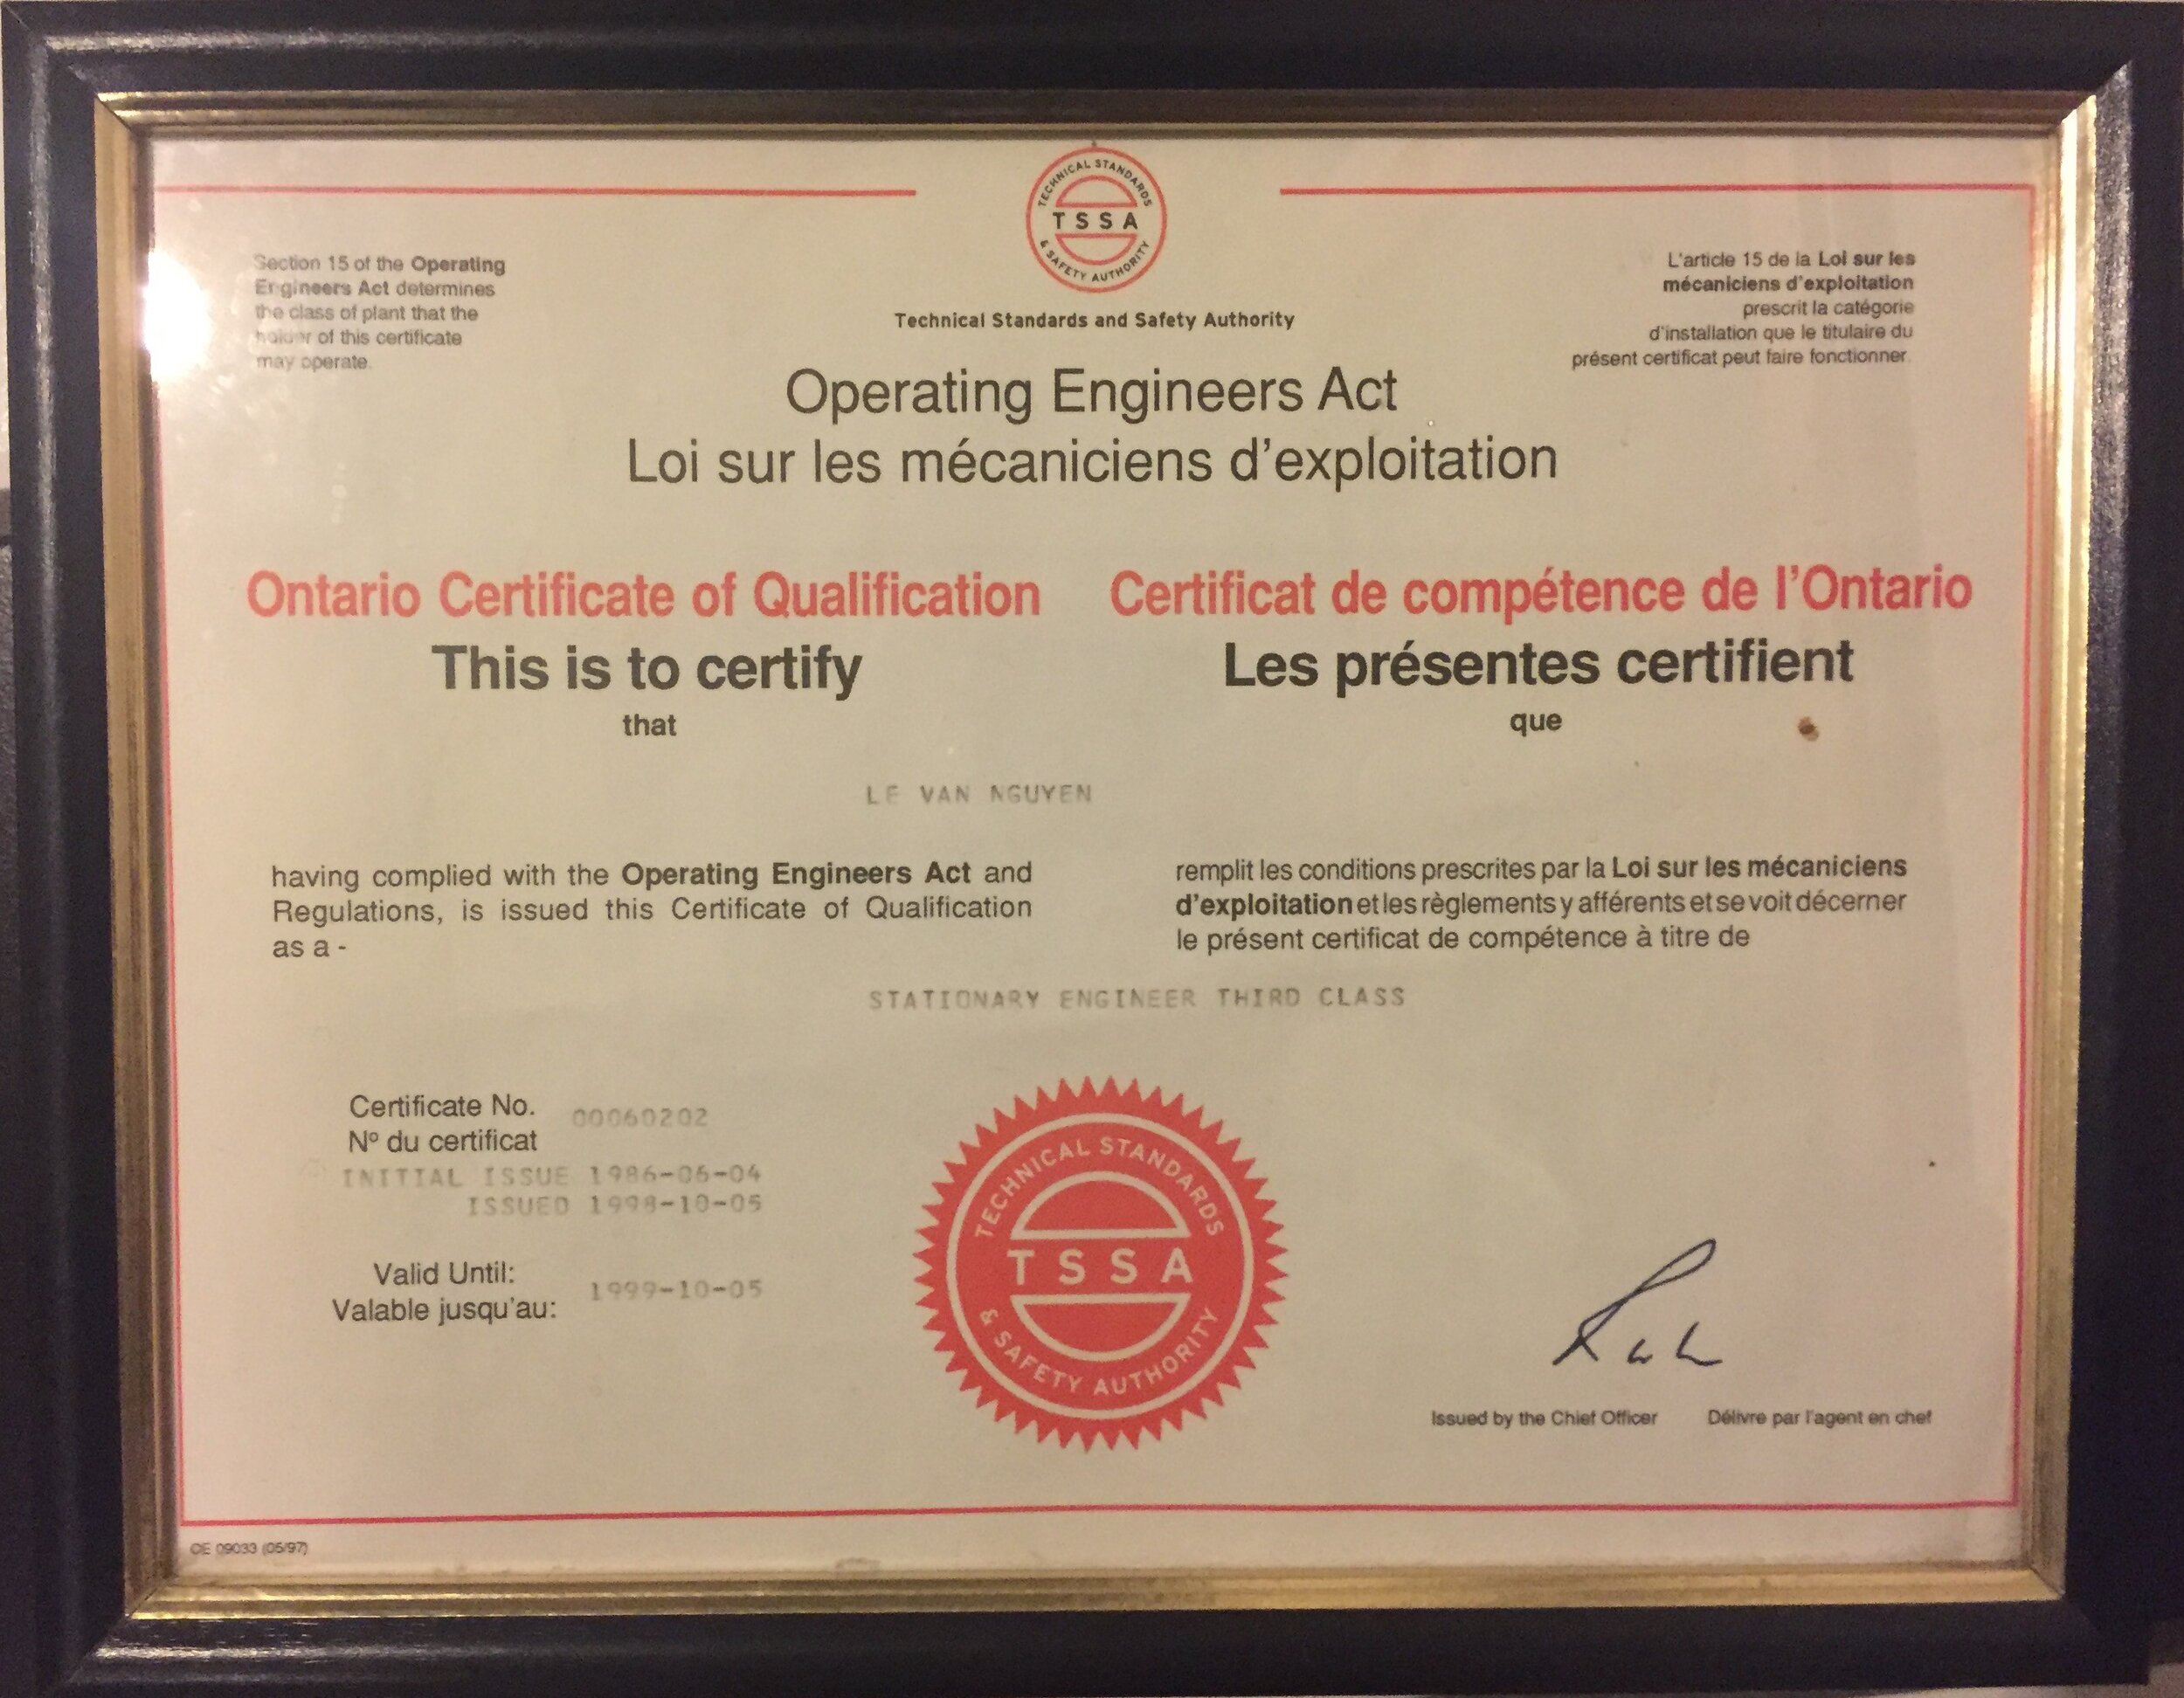 TECHNICAL STANDARDS
TSSA
& SAFETY AUTHORITY
Technical Standards and Safety Authority
Section 15 of the Operating
Engineers Act determines
the class of plant that the
holder of this certificate
may operate.
L'article 15 de la Loi sur les
mécaniciens d'exploitation
prescrit la catégorie
d'installation que le titulaire du
présent certificat peut faire fonctionner.
Operating Engineers Act
Loi sur les mécaniciens d'exploitation
Ontario Certificate of Qualification
This is to certify
that
Certificat de compétence de l'Ontario
Les présentes certifient
que
LE VAN NGUYEN
having complied with the Operating Engineers Act and
Regulations, is issued this Certificate of Qualification
as a -
remplit les conditions prescrites par la Loi sur les mécaniciens
d'exploitation et les règlements y afférents et se voit décerner
le présent certificat de compétence à titre de
STATIONARY ENGINEER THIRD CLASS
Certificate No. 00060202
Nº du certificat
INITIAL ISSUE 1986-06-04
ISSUED 1998-10-05
Valid Until: 1999-10-05
Valable jusqu'au:
TECHNICAL STANDARDS
TSSA
& SAFETY AUTHORITY
Issued by the Chief Officer Délivre par l'agent en chef
OE 09033 (05/97)